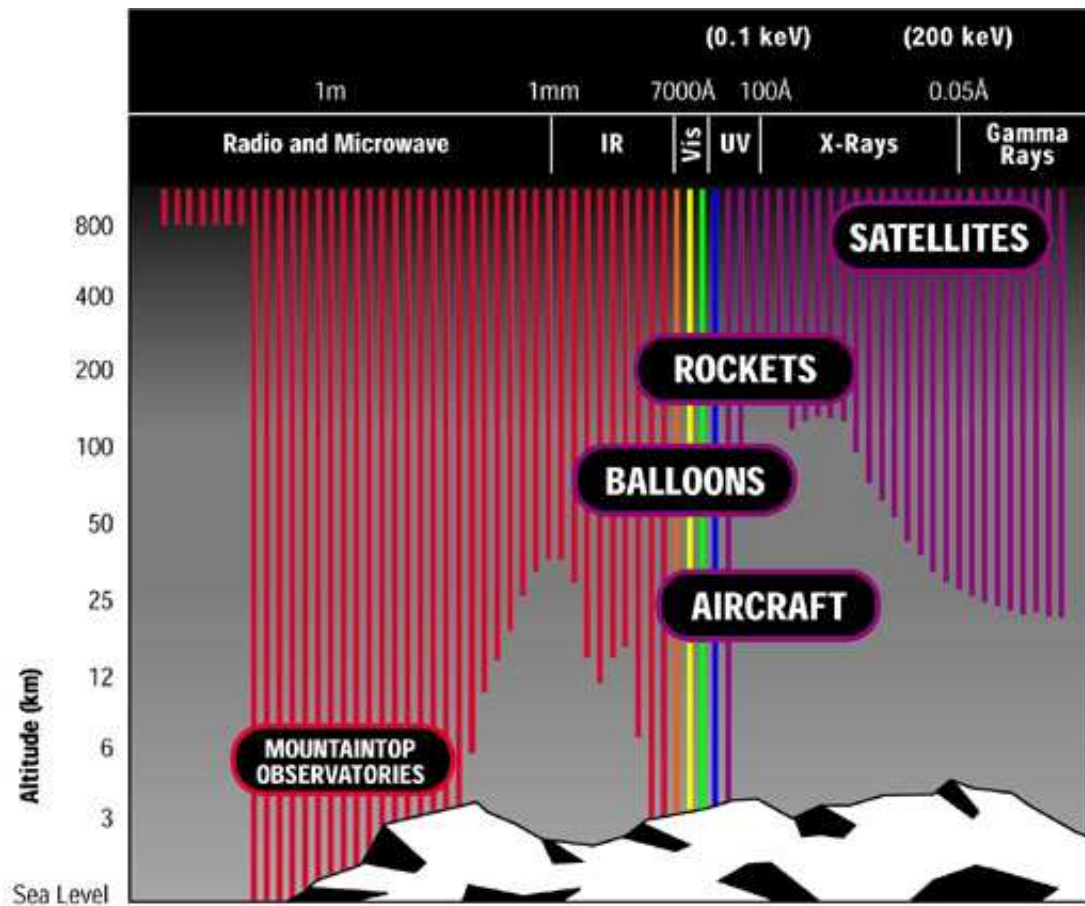 (0.1 keV) (200 keV)
1m 1mm 7000Å 100Å 0.05Å
Radio and Microwave IR Vis UV X-Rays Gamma
Rays
800
SATELLITES
400
200
ROCKETS
100
BALLOONS
50
25
AIRCRAFT
12
6
MOUNTAINTOP
OBSERVATORIES
3
Sea Level
Altitude (km)